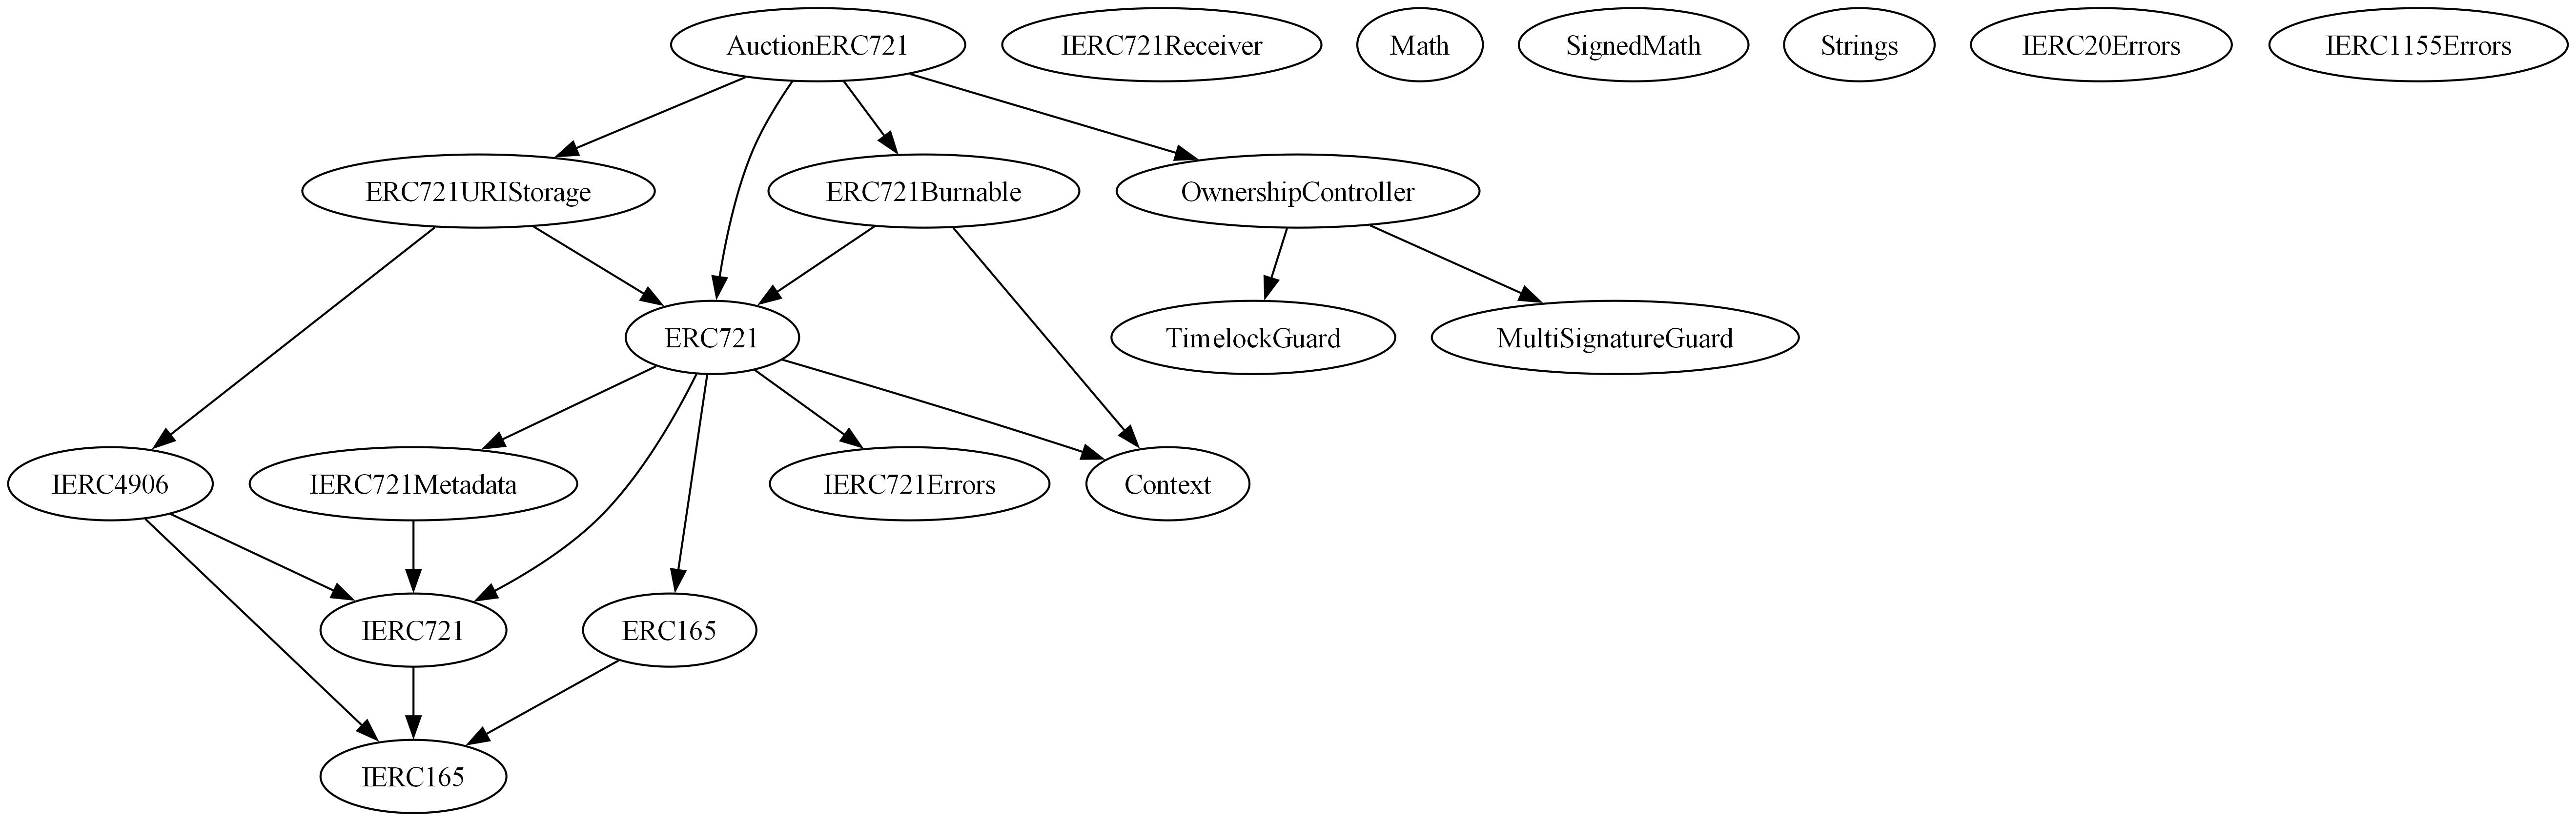 AuctionERC721
IERC721Receiver
Math
SignedMath
Strings
IERC20Errors
IERC1155Errors
ERC721URIStorage
ERC721Burnable
OwnershipController
ERC721
TimelockGuard
MultiSignatureGuard
IERC4906
IERC721Metadata
IERC721Errors
Context
IERC721
ERC165
IERC165